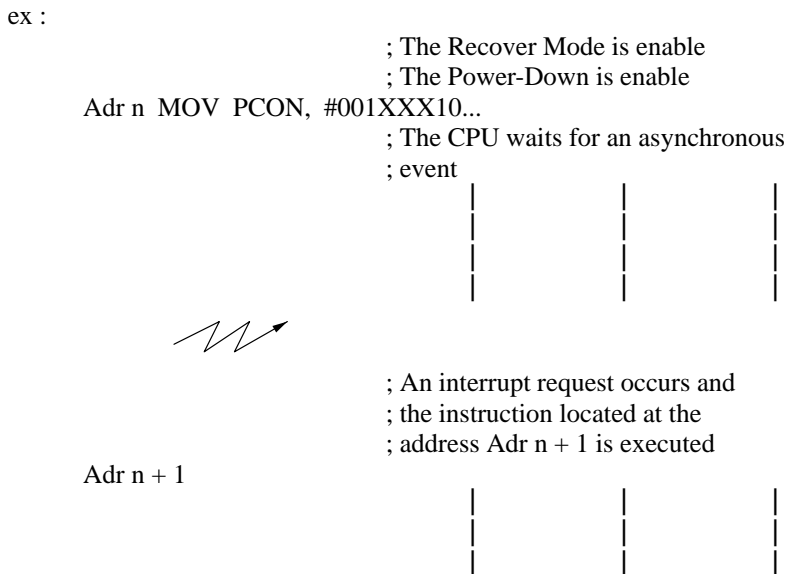 ex :
; The Recover Mode is enable
; The Power-Down is enable
Adr n MOV PCON, #001XXX10...
; The CPU waits for an asynchronous
; event
; An interrupt request occurs and
; the instruction located at the
; address Adr n + 1 is executed
Adr n + 1